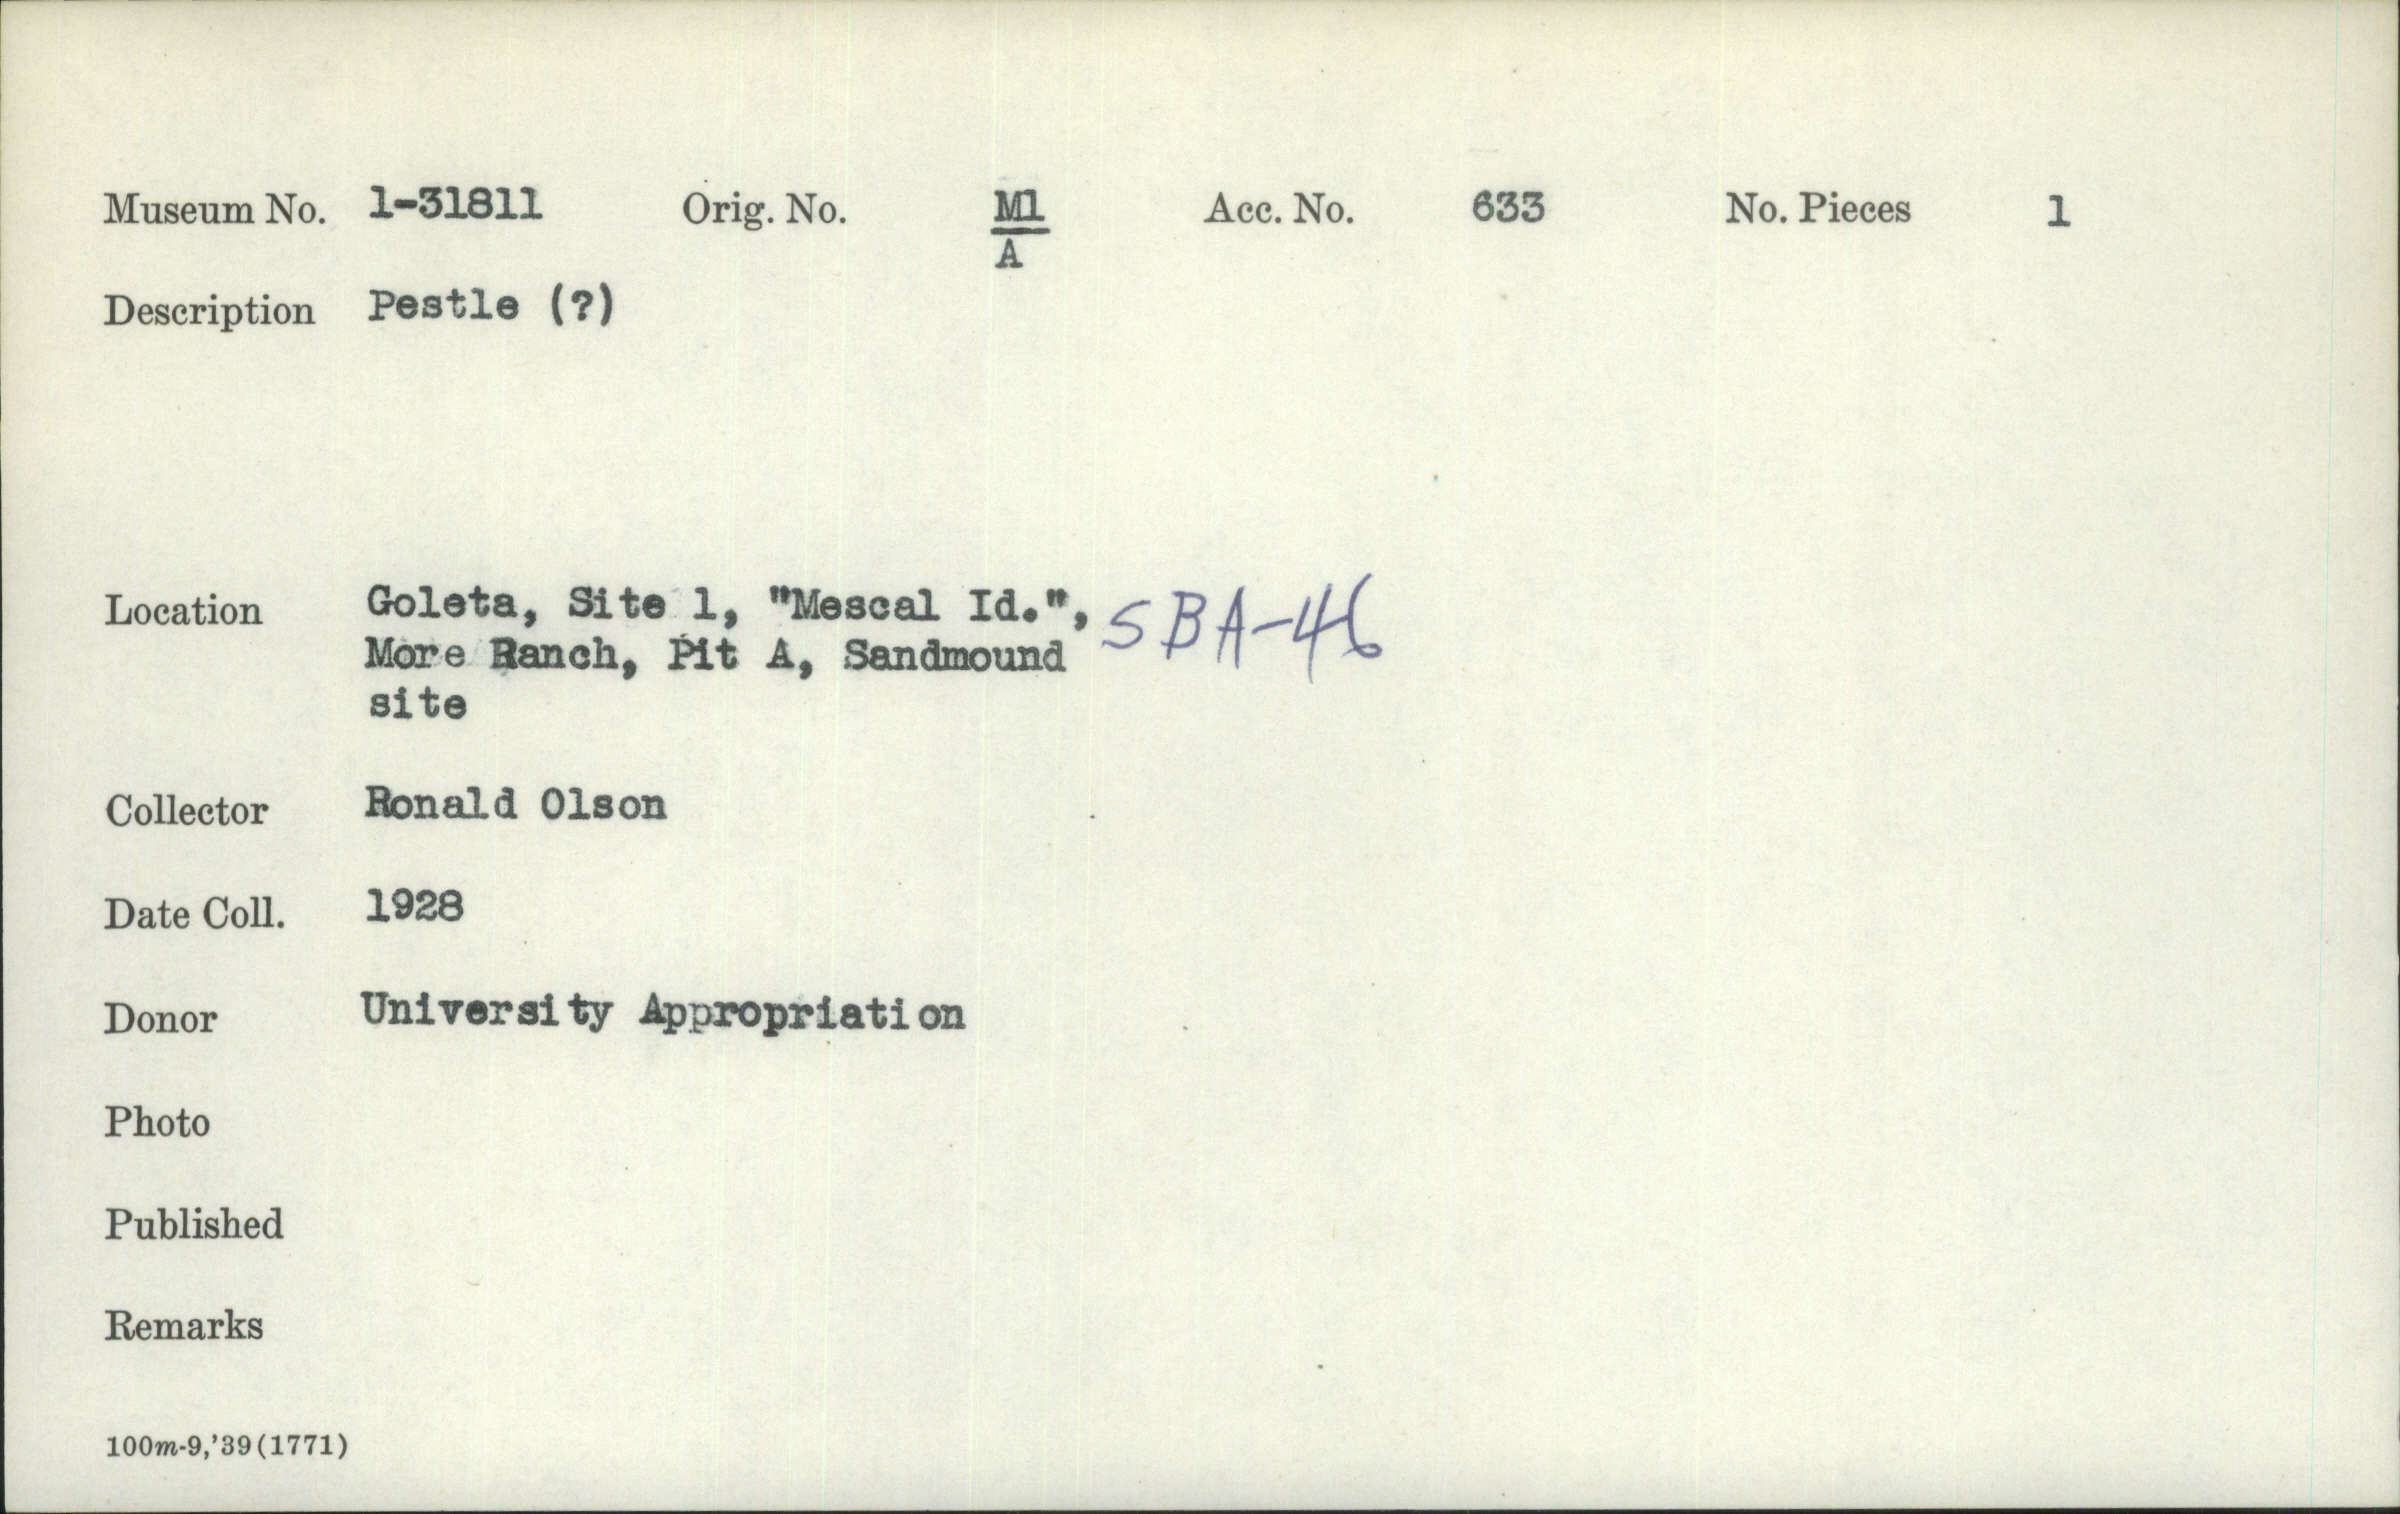 Museum No. 1-31811 Orig. No. M1/A Acc. No. 633 No. Pieces 1
Description Pestle (?)
Location Goleta, Site 1, "Mescal Id.", SBA-46
More Ranch, Pit A, Sandmound
site
Collector Ronald Olson
Date Coll. 1928
Donor University Appropriation
Photo
Published
Remarks
100m-9,'39(1771)